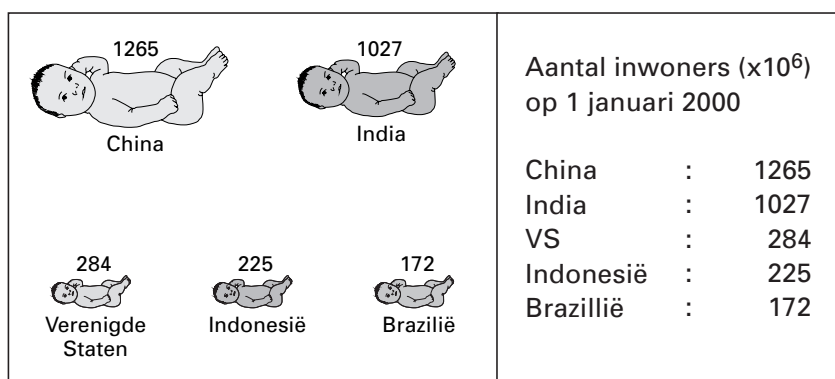 1265
China
1027
India
284
Verenigde
Staten
225
Indonesië
172
Brazilië
Aantal inwoners (x10⁶)
op 1 januari 2000
China : 1265
India : 1027
VS : 284
Indonesië : 225
Brazillië : 172